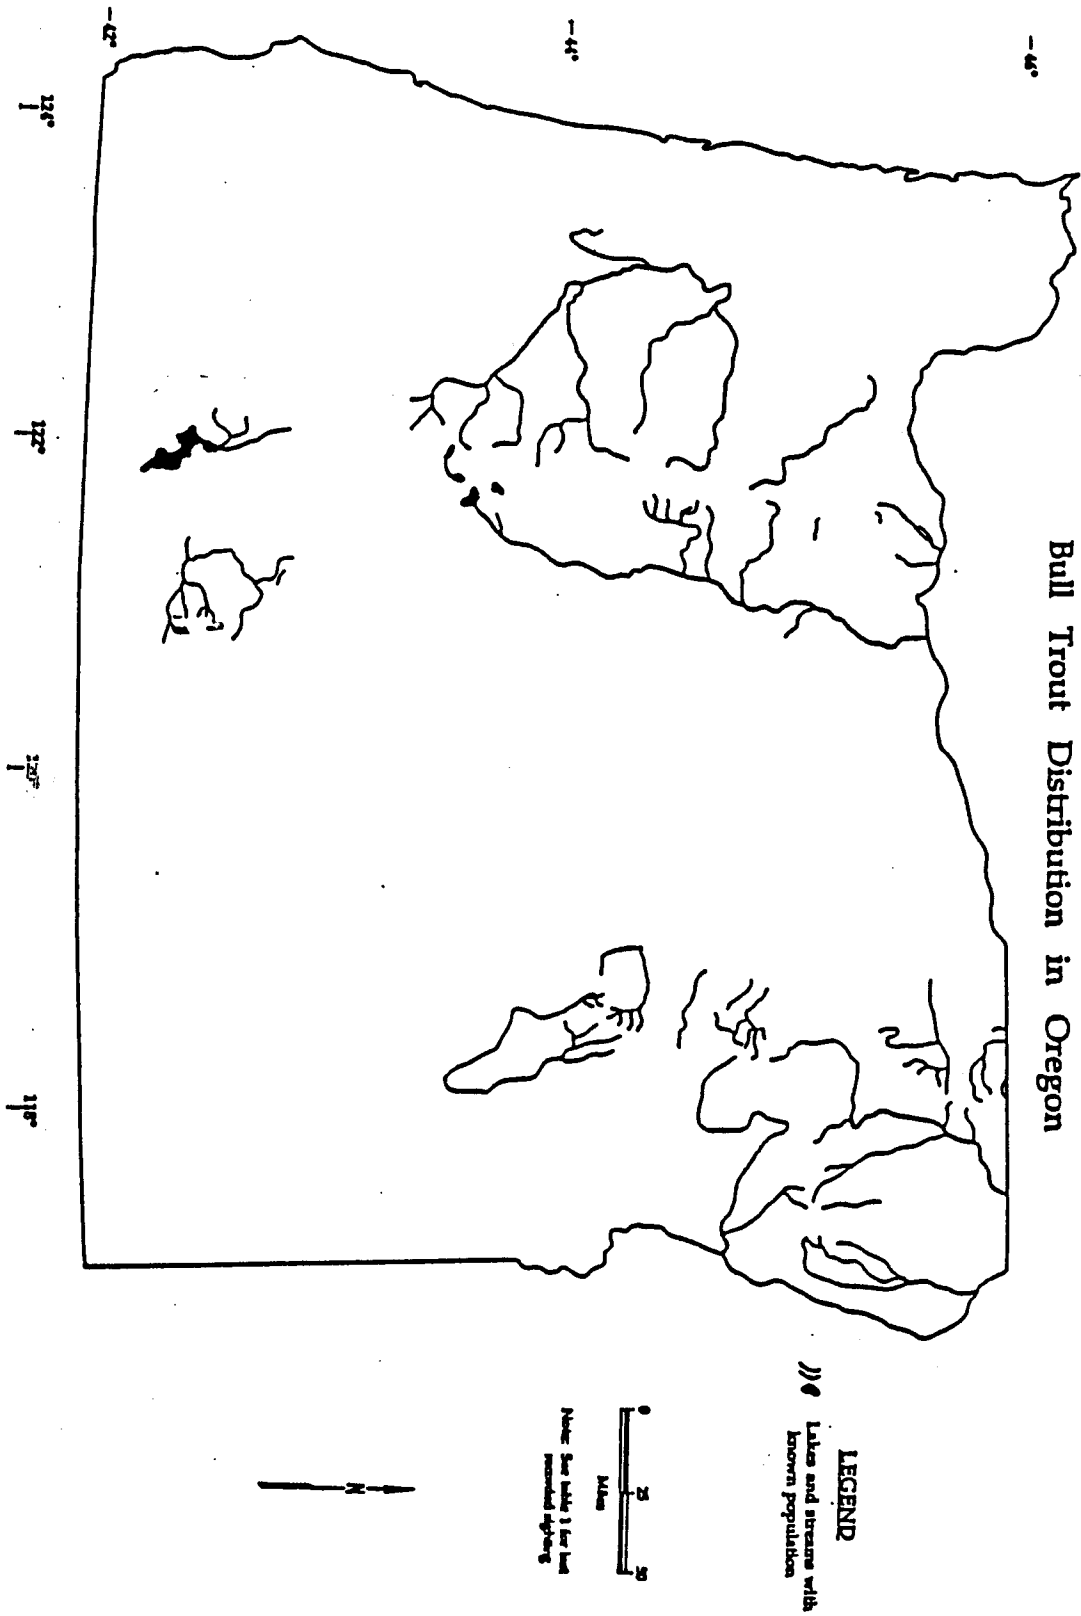 Bull Trout Distribution in Oregon
—46°
—44°
—42°
124°
122°
120°
118°
LEGEND
Lakes and streams with
known population
0 25 50
Miles
Note: See table 1 for last
recorded sighting
N